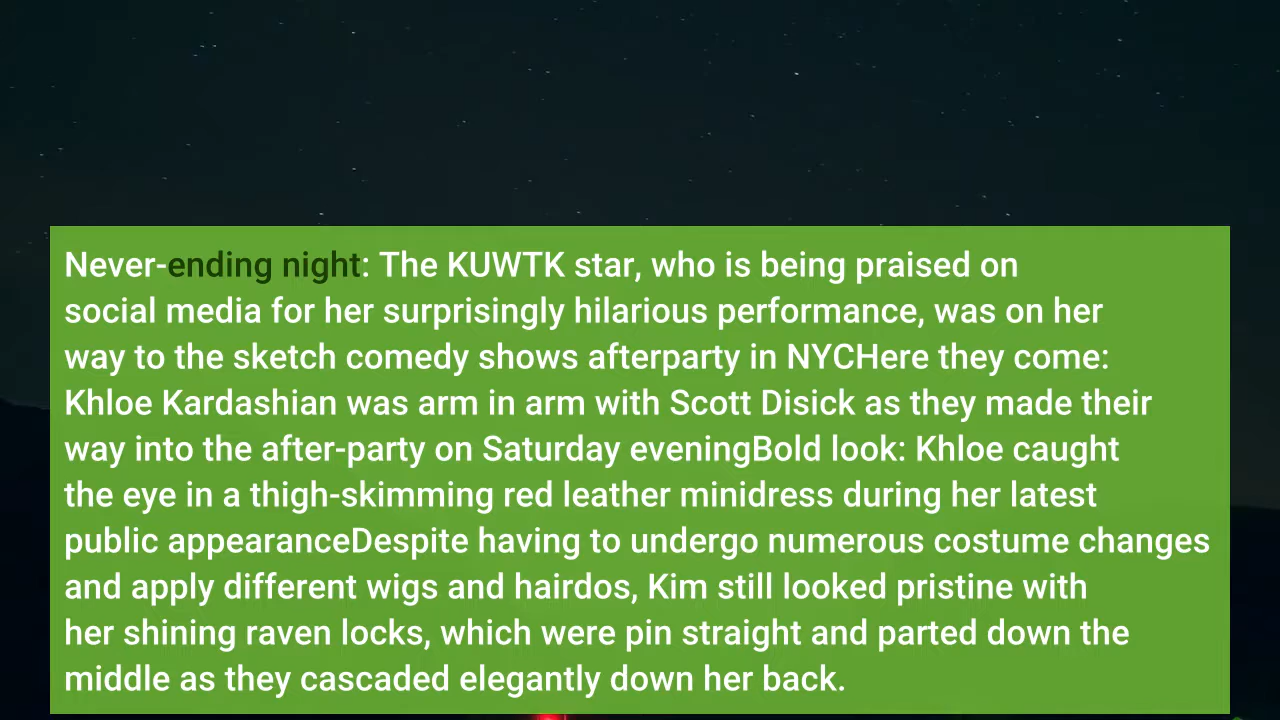 Never-ending night: The KUWTK star, who is being praised on
social media for her surprisingly hilarious performance, was on her
way to the sketch comedy shows afterparty in NYCHere they come:
Khloe Kardashian was arm in arm with Scott Disick as they made their
way into the after-party on Saturday eveningBold look: Khloe caught
the eye in a thigh-skimming red leather minidress during her latest
public appearanceDespite having to undergo numerous costume changes
and apply different wigs and hairdos, Kim still looked pristine with
her shining raven locks, which were pin straight and parted down the
middle as they cascaded elegantly down her back.